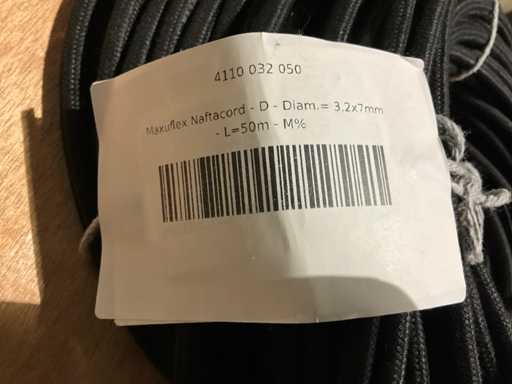 4110 032 050
Maxuflex Naftacord - D - Diam.= 3.2x7mm
- L=50m - M%